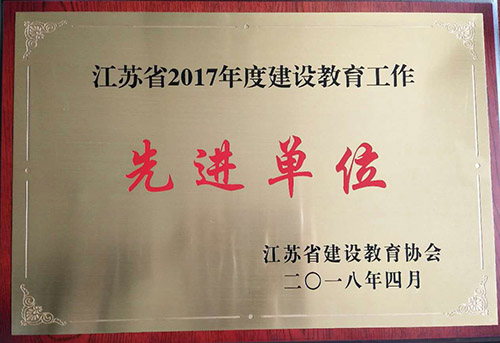 江苏省2017年度建设教育工作
先进单位
江苏省建设教育协会
二〇一八年四月